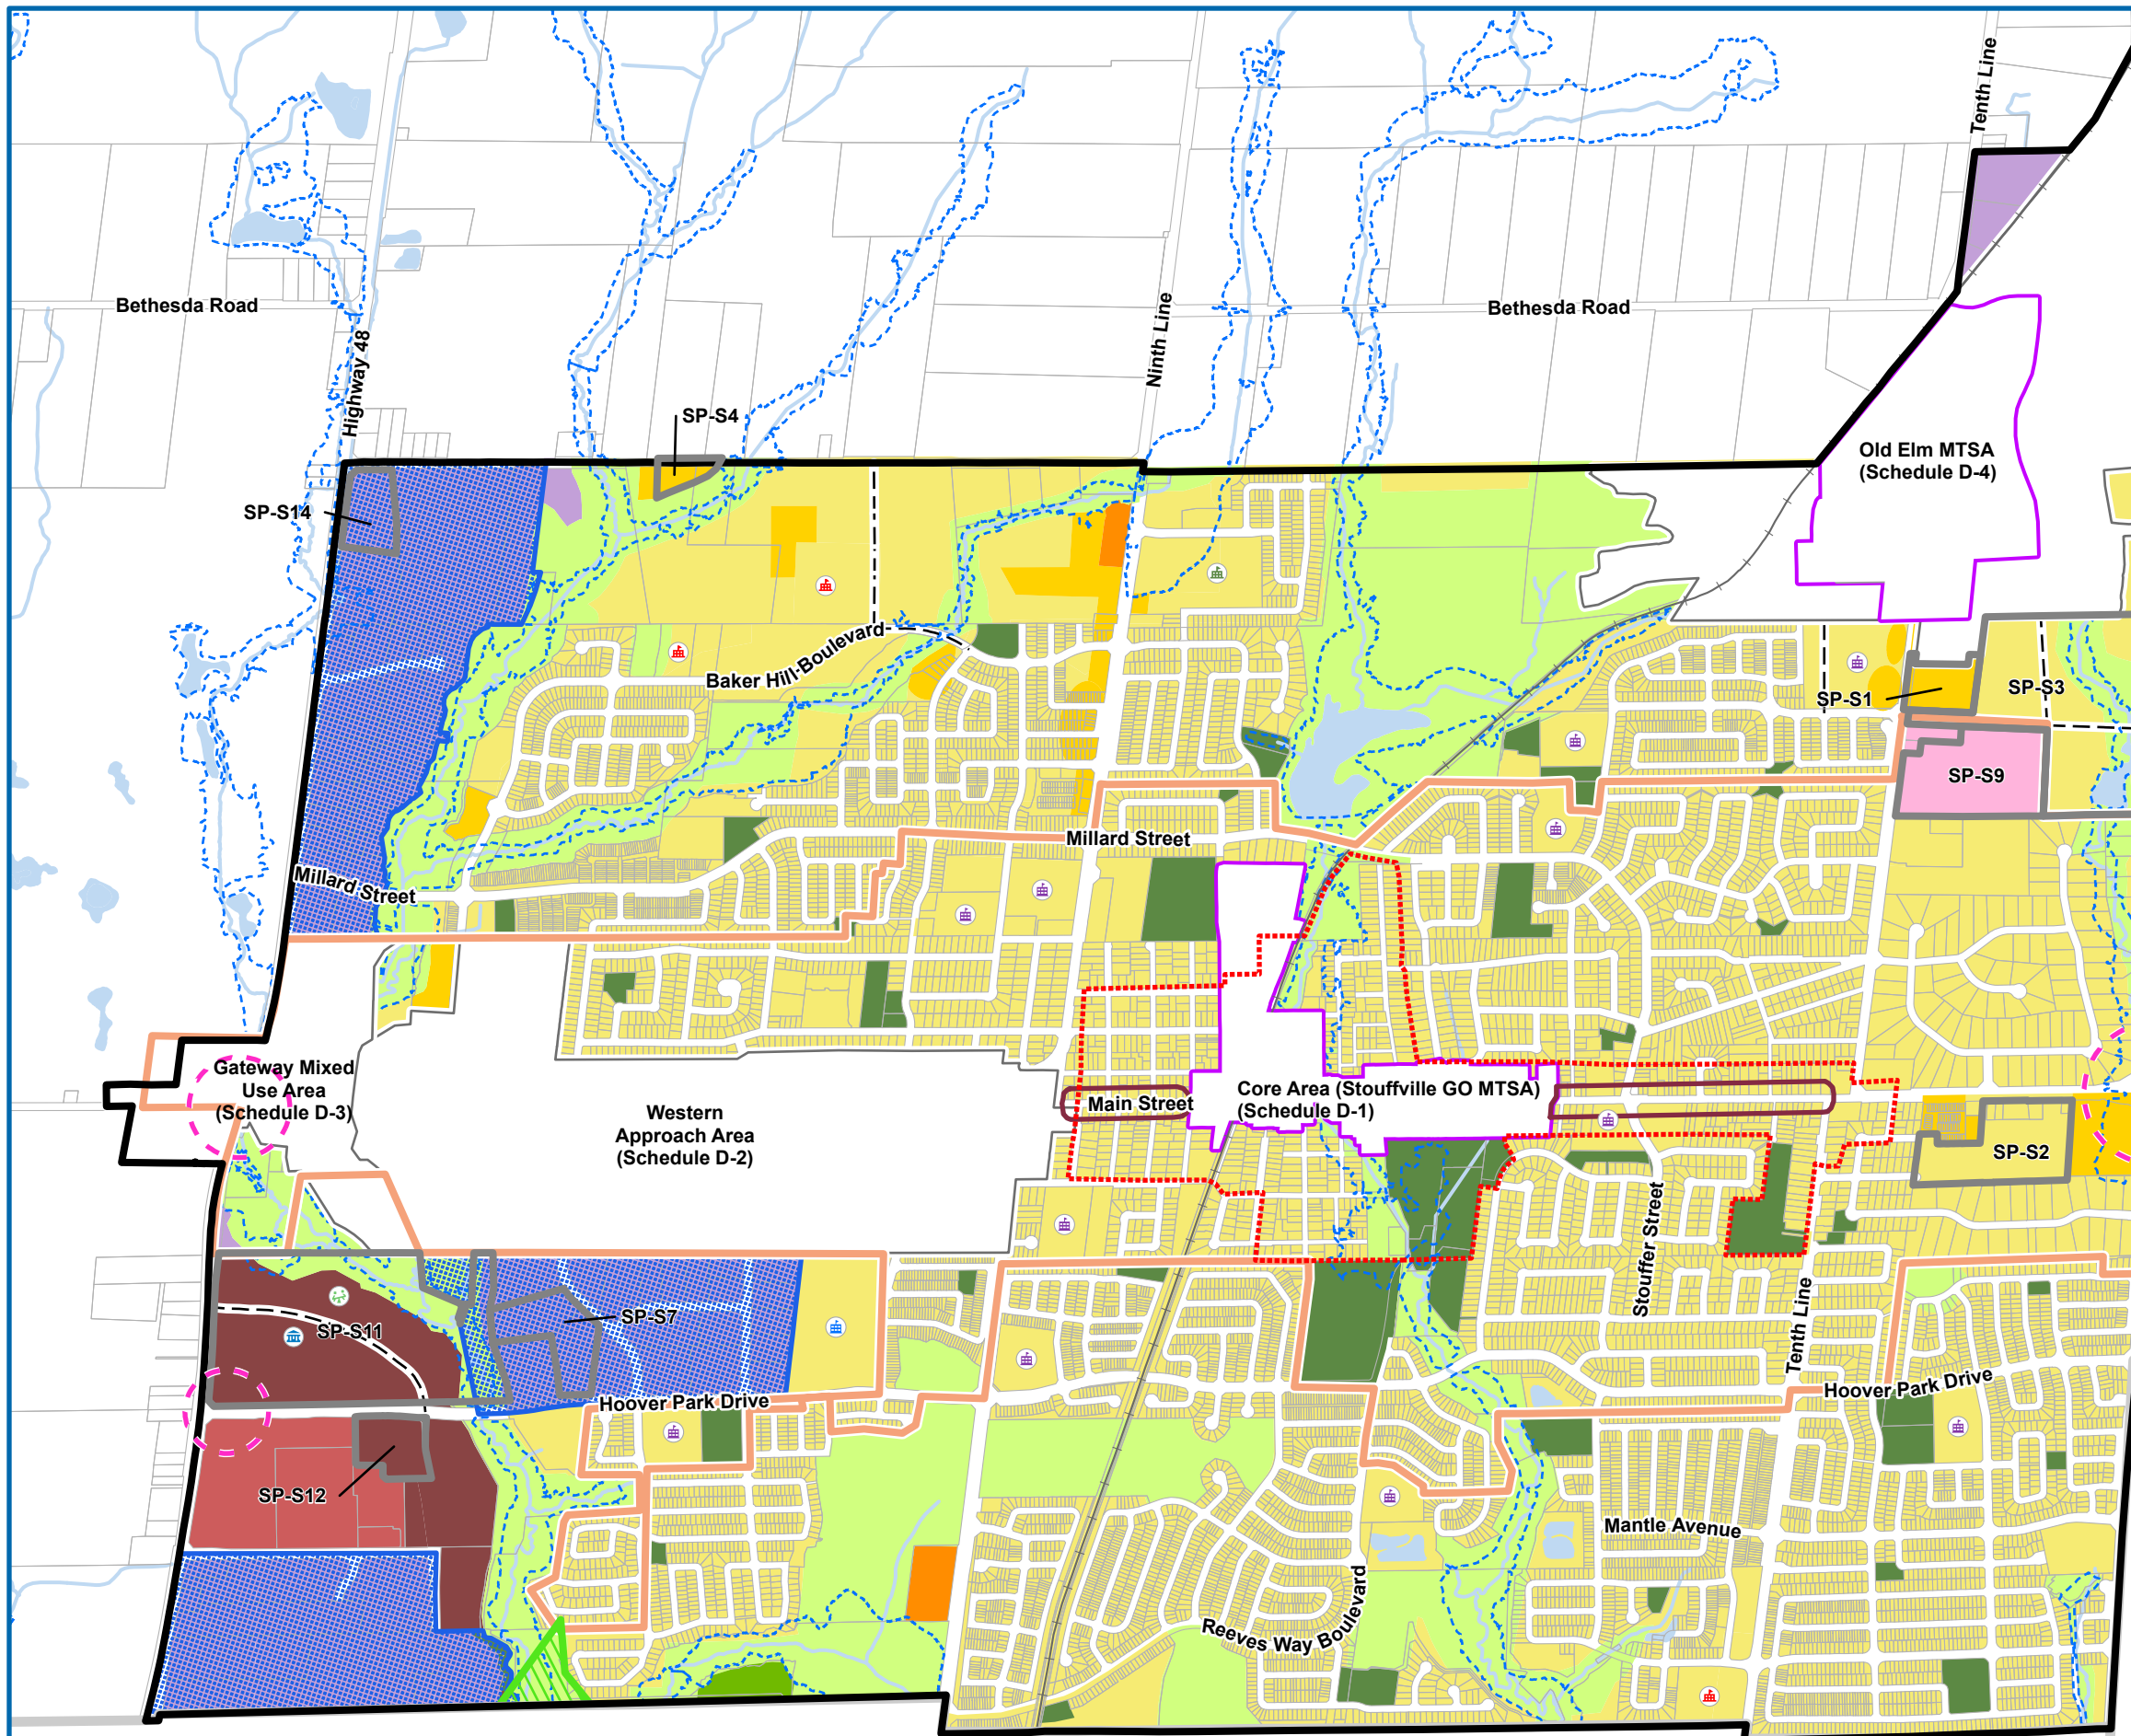 Tenth Line
Bethesda Road
Bethesda Road
Highway 48
Ninth Line
SP-S4
Old Elm MTSA
(Schedule D-4)
SP-S14
Baker Hill Boulevard
SP-S1
SP-S3
SP-S9
Millard Street
Millard Street
Gateway Mixed
Use Area
(Schedule D-3)
Western
Approach Area
(Schedule D-2)
Main Street
Core Area (Stouffville GO MTSA)
(Schedule D-1)
SP-S2
Stouffer Street
Tenth Line
SP-S7
SP-S11
Hoover Park Drive
Hoover Park Drive
SP-S12
Mantle Avenue
Reeves Way Boulevard